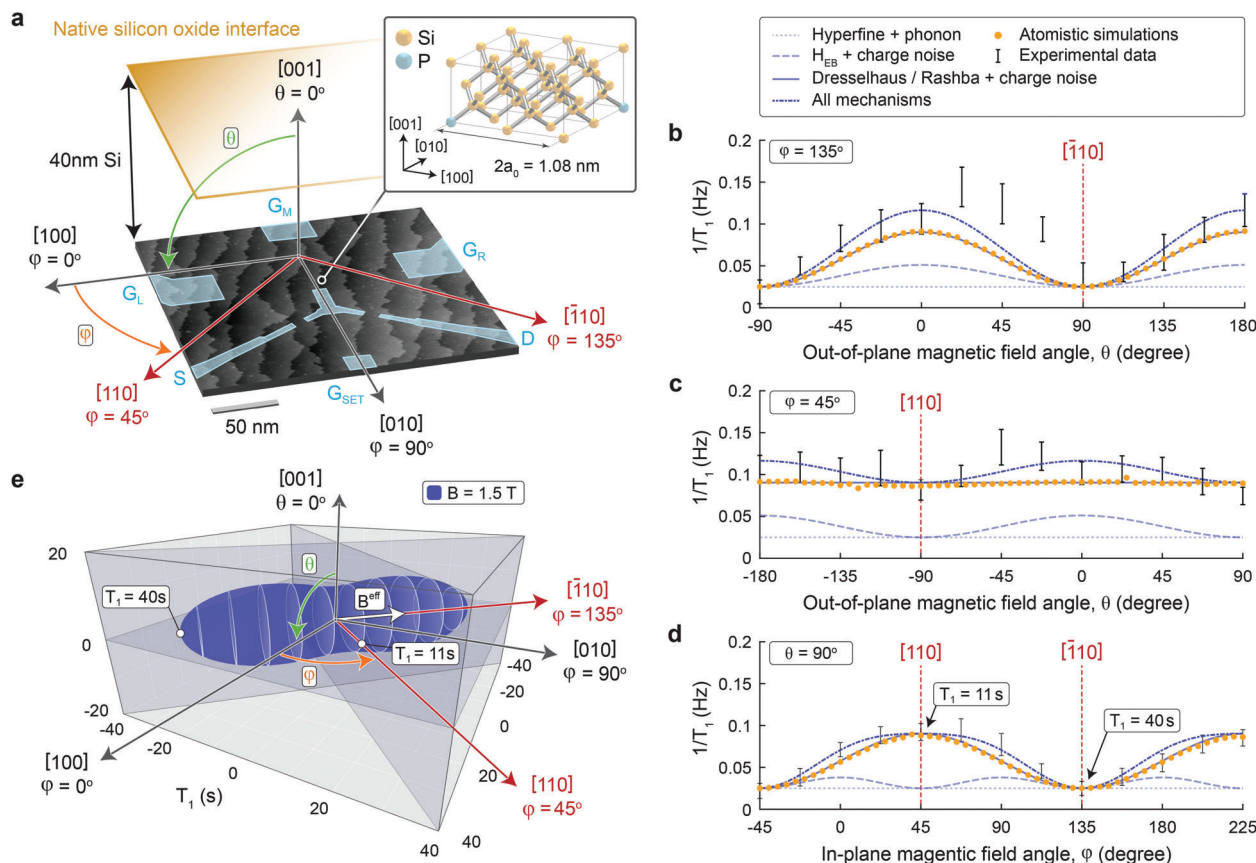 a
Native silicon oxide interface
40nm Si
[001]
θ = 0°
θ
Si
P
[001]
[010]
[100]
2a₀ = 1.08 nm
[100]
φ = 0°
G_M
G_R
G_L
φ
S
D
G_SET
[110]
φ = 45°
[010]
φ = 90°
[1̄10]
φ = 135°
50 nm
Hyperfine + phonon
H_EB + charge noise
Dresselhaus / Rashba + charge noise
All mechanisms
Atomistic simulations
Experimental data
b
φ = 135°
[1̄10]
0.2
0.15
0.1
0.05
0
1/T₁ (Hz)
-90 -45 0 45 90 135 180
Out-of-plane magnetic field angle, θ (degree)
c
φ = 45°
[110]
0.2
0.15
0.1
0.05
0
1/T₁ (Hz)
-180 -135 -90 -45 0 45 90
Out-of-plane magnetic field angle, θ (degree)
d
θ = 90°
[110]
[1̄10]
T₁ = 11 s
T₁ = 40s
0.2
0.15
0.1
0.05
0
1/T₁ (Hz)
-45 0 45 90 135 180 225
In-plane magentic field angle, φ (degree)
e
[001]
θ = 0°
B = 1.5 T
20
0
-20
-40
-20
0
20
40
T₁ (s)
T₁ = 40s
θ
B^eff
T₁ = 11s
φ
[1̄10]
φ = 135°
[010]
φ = 90°
-40
-20
0
20
40
[100]
φ = 0°
[110]
φ = 45°